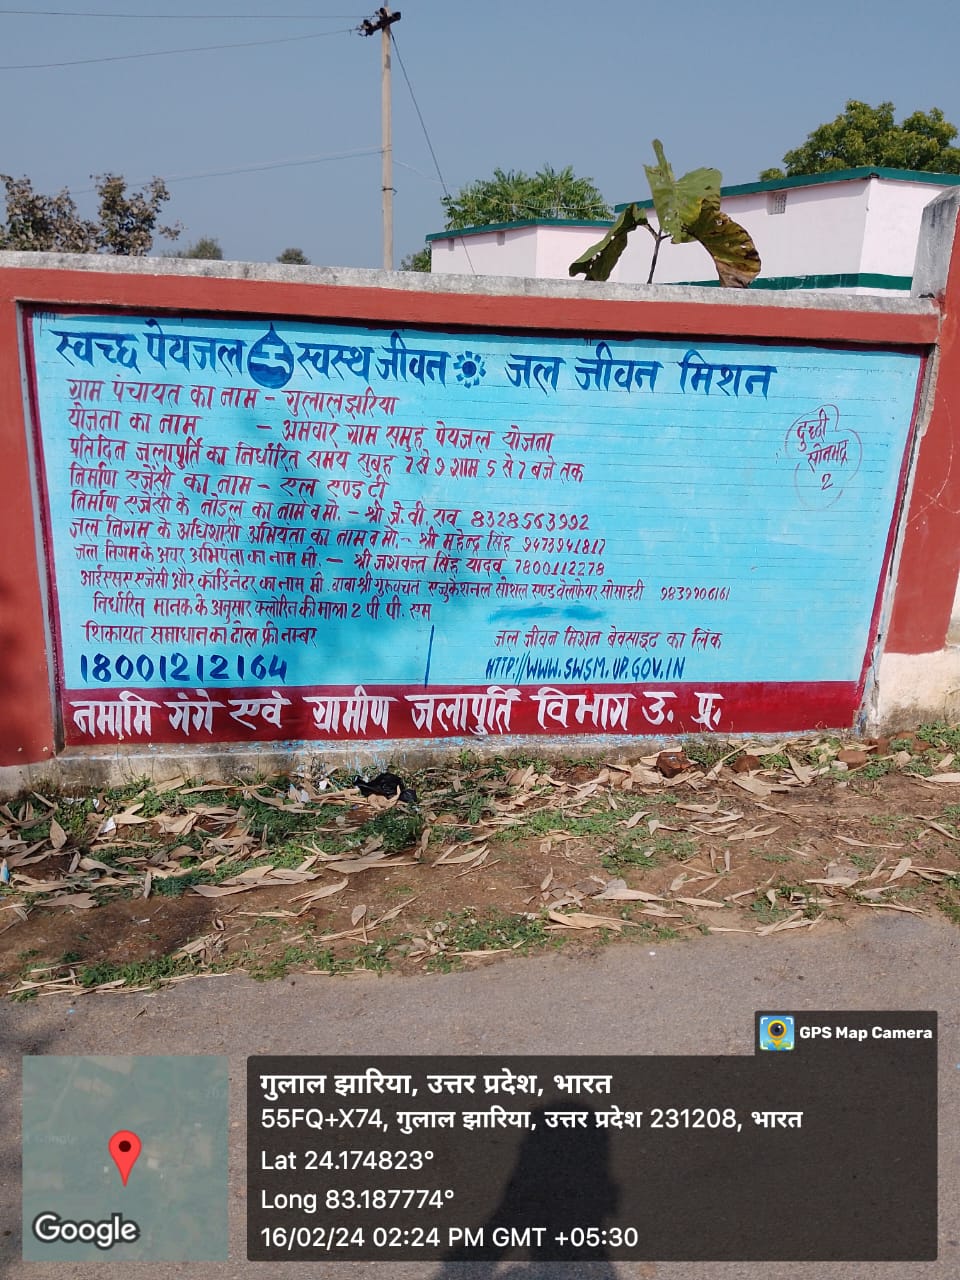 स्वच्छ पेयजल स्वस्थ जीवन जल जीवन मिशन
ग्राम पंचायत का नाम - गुलालझरिया
योजना का नाम - अमवार ग्राम समुह पेयजल योजना
प्रतिदिन जलापूर्ति का निर्धारित समय सुबह 7 से 9 शाम 5 से 7 बजे तक
निर्माण एजेंसी का नाम - एल एण्ड टी
निर्माण एजेंसी के नोडल का नाम व मो. - श्री प्रे. वी राव 8328563992
जल निगम के अधिशासी अभियंता का नाम व मो. - श्री महेन्द्र सिंह 9473941817
जल निगम के अवर अभियंता का नाम मो. - श्री जशवन्त सिंह यादव 7800112278
आईएसए एजेंसी और कॉर्डिनेटर का नाम मो. बाबा श्री गुरुवचन एजुकेशनल सोशल एण्ड वेलफेयर सोसाइटी 9839906161
निर्धारित मानक के अनुसार क्लोरिन की मात्रा 2 पी पी. एम
शिकायत समाधान का टोल फ्री नम्बर
18001212164
जल जीवन मिशन बेवसाइट का लिंक
HTTP://WWW.SWSM.UP.GOV.IN
दुध्दी
सोनभद्र
2
नमामि गंगे एवं ग्रामीण जलापूर्ति विभाग उ. प्र.
GPS Map Camera
गुलाल झारिया, उत्तर प्रदेश, भारत
55FQ+X74, गुलाल झारिया, उत्तर प्रदेश 231208, भारत
Lat 24.174823°
Long 83.187774°
16/02/24 02:24 PM GMT +05:30
Google